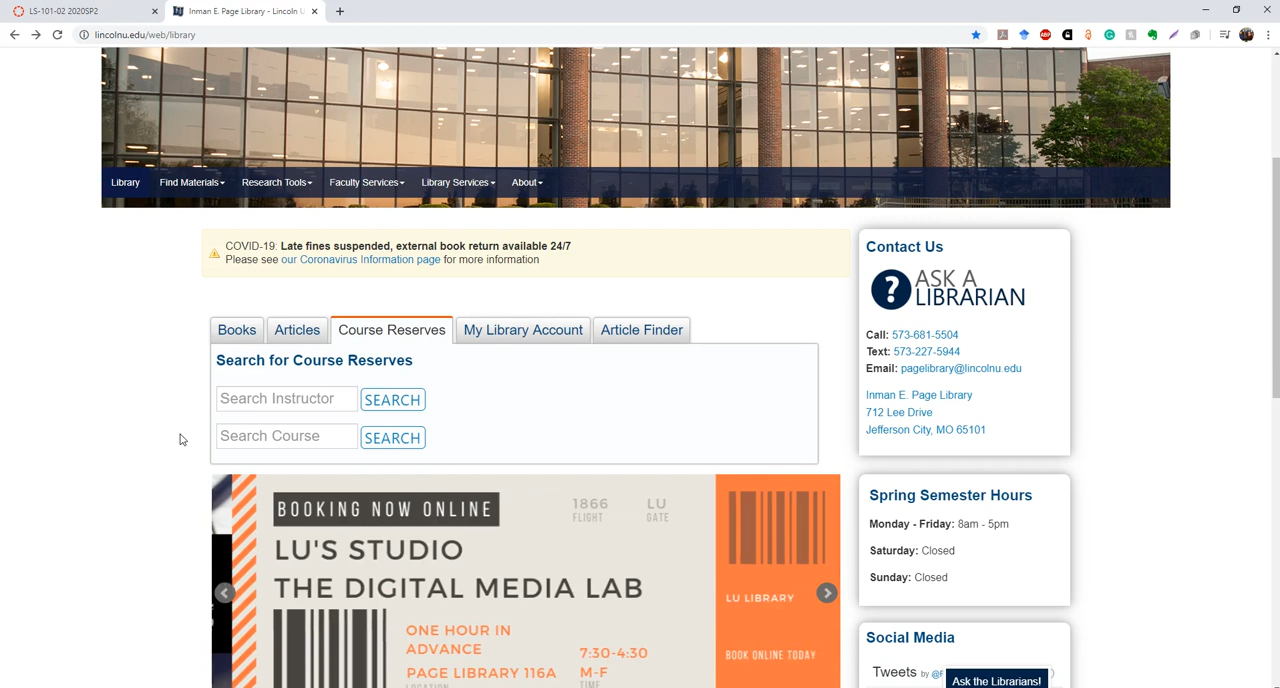 LS-101-02 2020SP2
Inman E. Page Library - Lincoln U
lincolnu.edu/web/library
Library Find Materials Research Tools Faculty Services Library Services About
COVID-19: Late fines suspended, external book return available 24/7
Please see our Coronavirus Information page for more information
Books Articles Course Reserves My Library Account Article Finder
Search for Course Reserves
Search Instructor SEARCH
Search Course SEARCH
BOOKING NOW ONLINE
1866 LU
FLIGHT GATE
LU'S STUDIO
THE DIGITAL MEDIA LAB
ONE HOUR IN
ADVANCE
PAGE LIBRARY 116A
LOCATION
7:30-4:30
M-F
TIME
LU LIBRARY
BOOK ONLINE TODAY
Contact Us
? ASK A
LIBRARIAN
Call: 573-681-5504
Text: 573-227-5944
Email: pagelibrary@lincolnu.edu
Inman E. Page Library
712 Lee Drive
Jefferson City, MO 65101
Spring Semester Hours
Monday - Friday: 8am - 5pm
Saturday: Closed
Sunday: Closed
Social Media
Tweets by
Ask the Librarians!